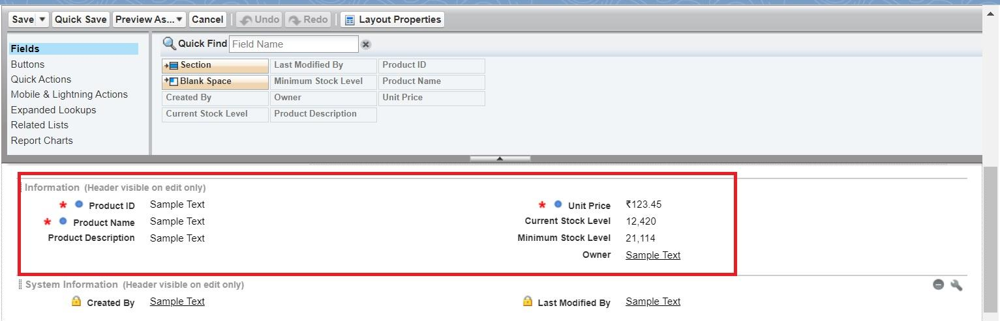 Save Quick Save Preview As... Cancel Undo Redo Layout Properties
Fields
Buttons
Quick Actions
Mobile & Lightning Actions
Expanded Lookups
Related Lists
Report Charts
Quick Find Field Name
Section Last Modified By Product ID
Blank Space Minimum Stock Level Product Name
Created By Owner Unit Price
Current Stock Level Product Description
Information (Header visible on edit only)
* Product ID Sample Text * Unit Price ₹123.45
* Product Name Sample Text Current Stock Level 12,420
Product Description Sample Text Minimum Stock Level 21,114
Owner Sample Text
System Information (Header visible on edit only)
Created By Sample Text Last Modified By Sample Text